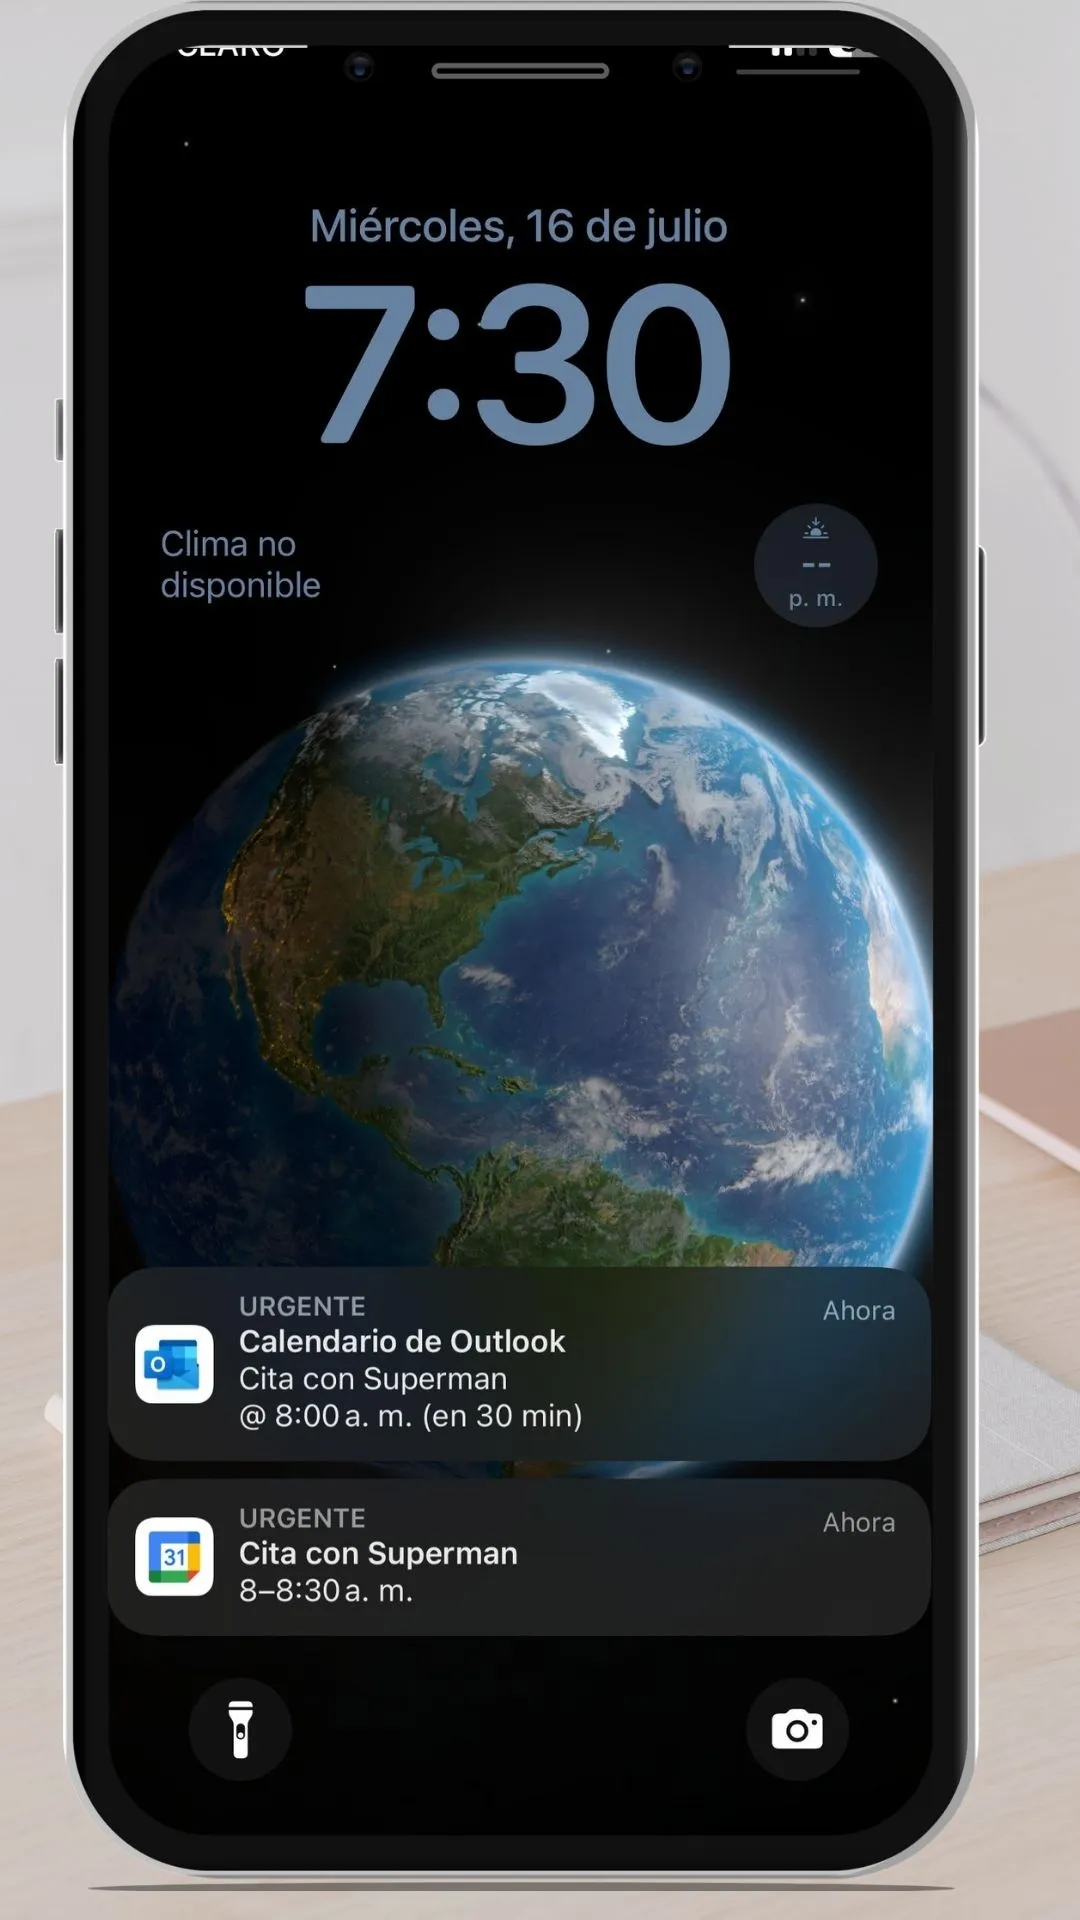 Miércoles, 16 de julio
7:30
Clima no
disponible
--
p. m.
URGENTE
Ahora
Calendario de Outlook
Cita con Superman
@ 8:00 a. m. (en 30 min)
O
URGENTE
Ahora
Cita con Superman
31
8–8:30 a. m.